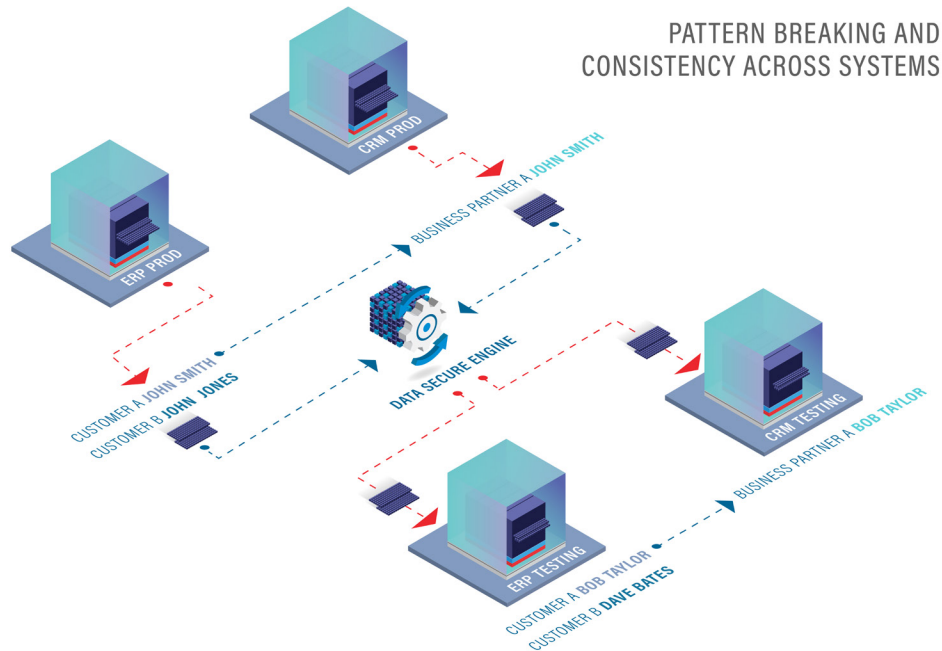 PATTERN BREAKING AND
CONSISTENCY ACROSS SYSTEMS
CRM PROD
BUSINESS PARTNER A JOHN SMITH
ERP PROD
CUSTOMER A JOHN SMITH
CUSTOMER B JOHN JONES
DATA SECURE ENGINE
CRM TESTING
BUSINESS PARTNER A BOB TAYLOR
ERP TESTING
CUSTOMER A BOB TAYLOR
CUSTOMER B DAVE BATES